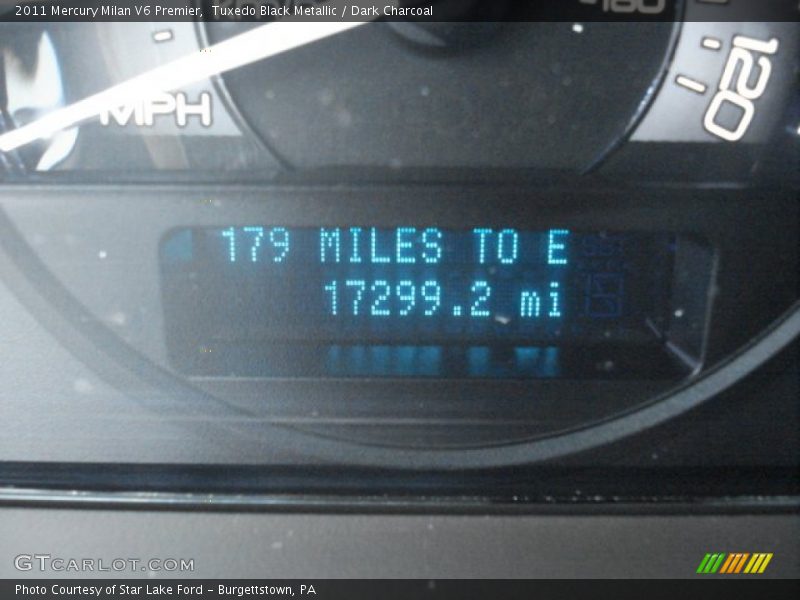 2011 Mercury Milan V6 Premier,  Tuxedo Black Metallic / Dark Charcoal
MPH
120
179 MILES TO E
17299.2 mi
GTCARLOT.COM
Photo Courtesy of Star Lake Ford - Burgettstown, PA